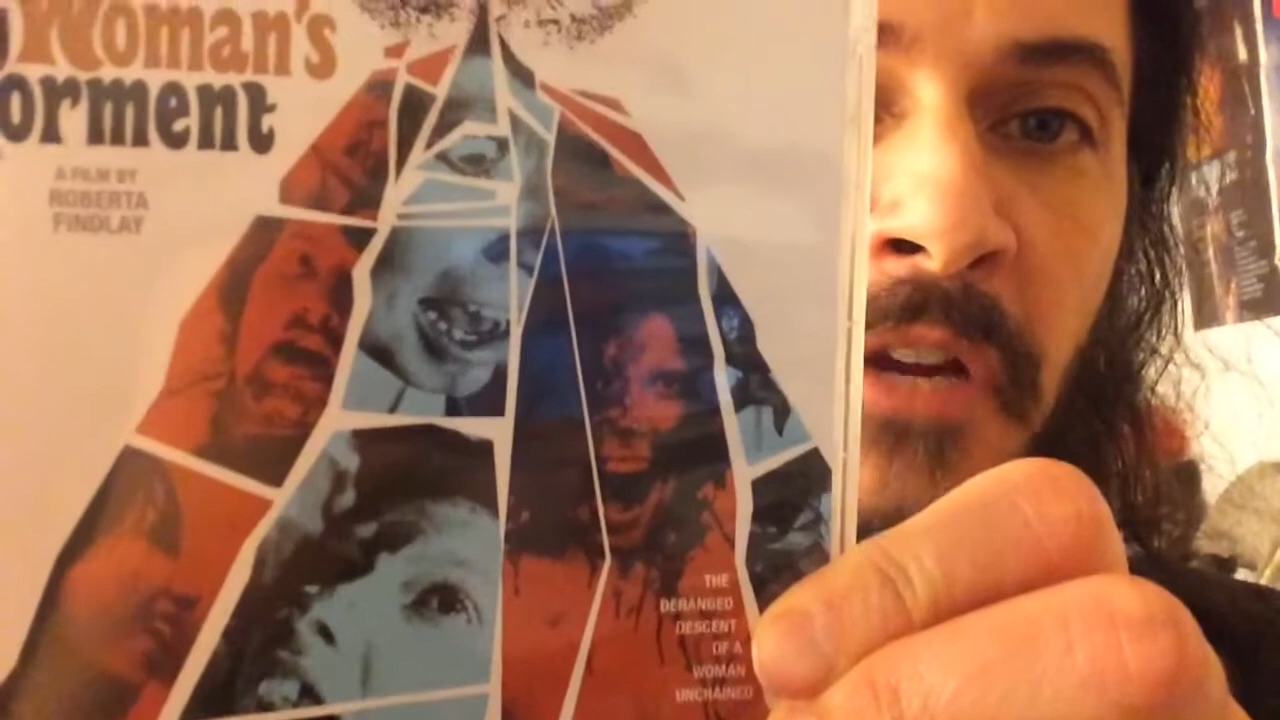 Woman's
orment
A FILM BY
ROBERTA
FINDLAY
THE
DERANGED
DESCENT
OF A
WOMAN
UNCHAINED